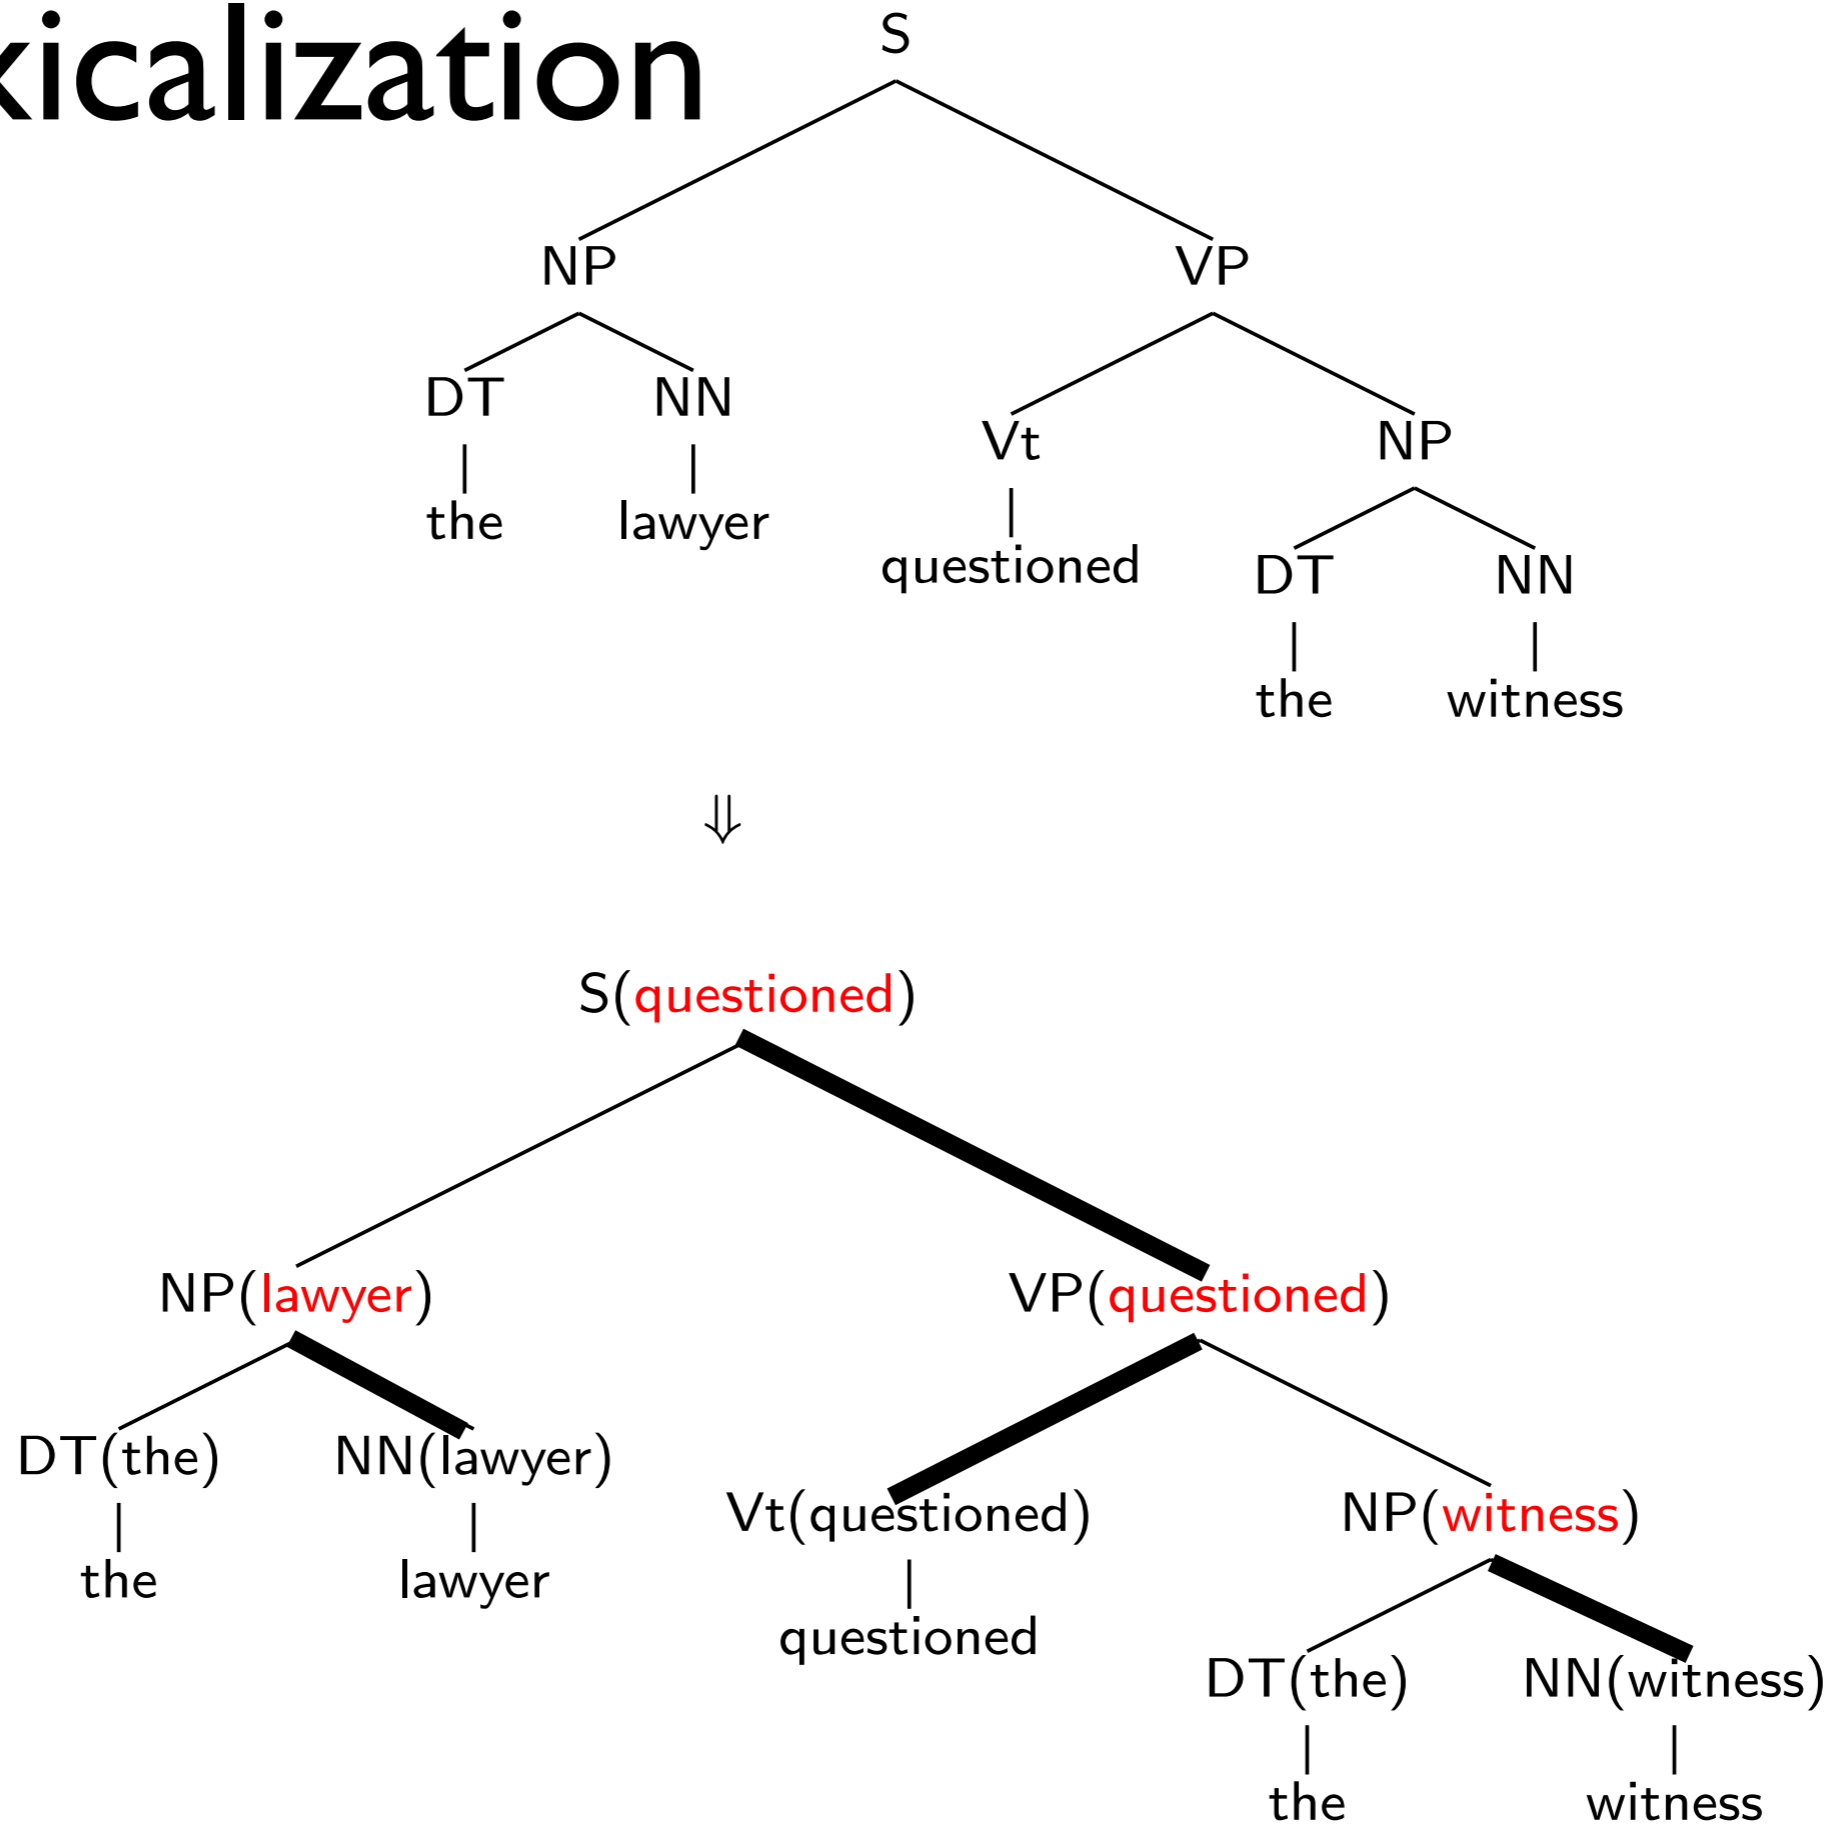 xicalization
S
NP VP
DT NN
Vt NP
the lawyer
questioned
DT NN
the witness
⇓
S(questioned)
NP(lawyer) VP(questioned)
DT(the) NN(lawyer)
Vt(questioned) NP(witness)
the lawyer
questioned
DT(the) NN(witness)
the witness